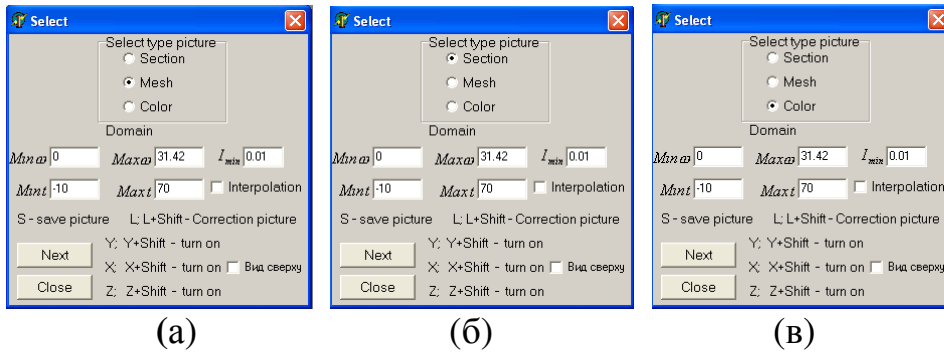 Select
Select type picture
Section
Mesh
Color
Domain
Min ω 0 Max ω 31.42 I min 0.01
Min t -10 Max t 70 Interpolation
S - save picture L; L+Shift - Correction picture
Y; Y+Shift - turn on
Next
X; X+Shift - turn on Вид сверху
Close
Z; Z+Shift - turn on
(а)
Select
Select type picture
Section
Mesh
Color
Domain
Min ω 0 Max ω 31.42 I min 0.01
Min t -10 Max t 70 Interpolation
S - save picture L; L+Shift - Correction picture
Y; Y+Shift - turn on
Next
X; X+Shift - turn on Вид сверху
Close
Z; Z+Shift - turn on
(б)
Select
Select type picture
Section
Mesh
Color
Domain
Min ω 0 Max ω 31.42 I min 0.01
Min t -10 Max t 70 Interpolation
S - save picture L; L+Shift - Correction picture
Y; Y+Shift - turn on
Next
X; X+Shift - turn on Вид сверху
Close
Z; Z+Shift - turn on
(в)